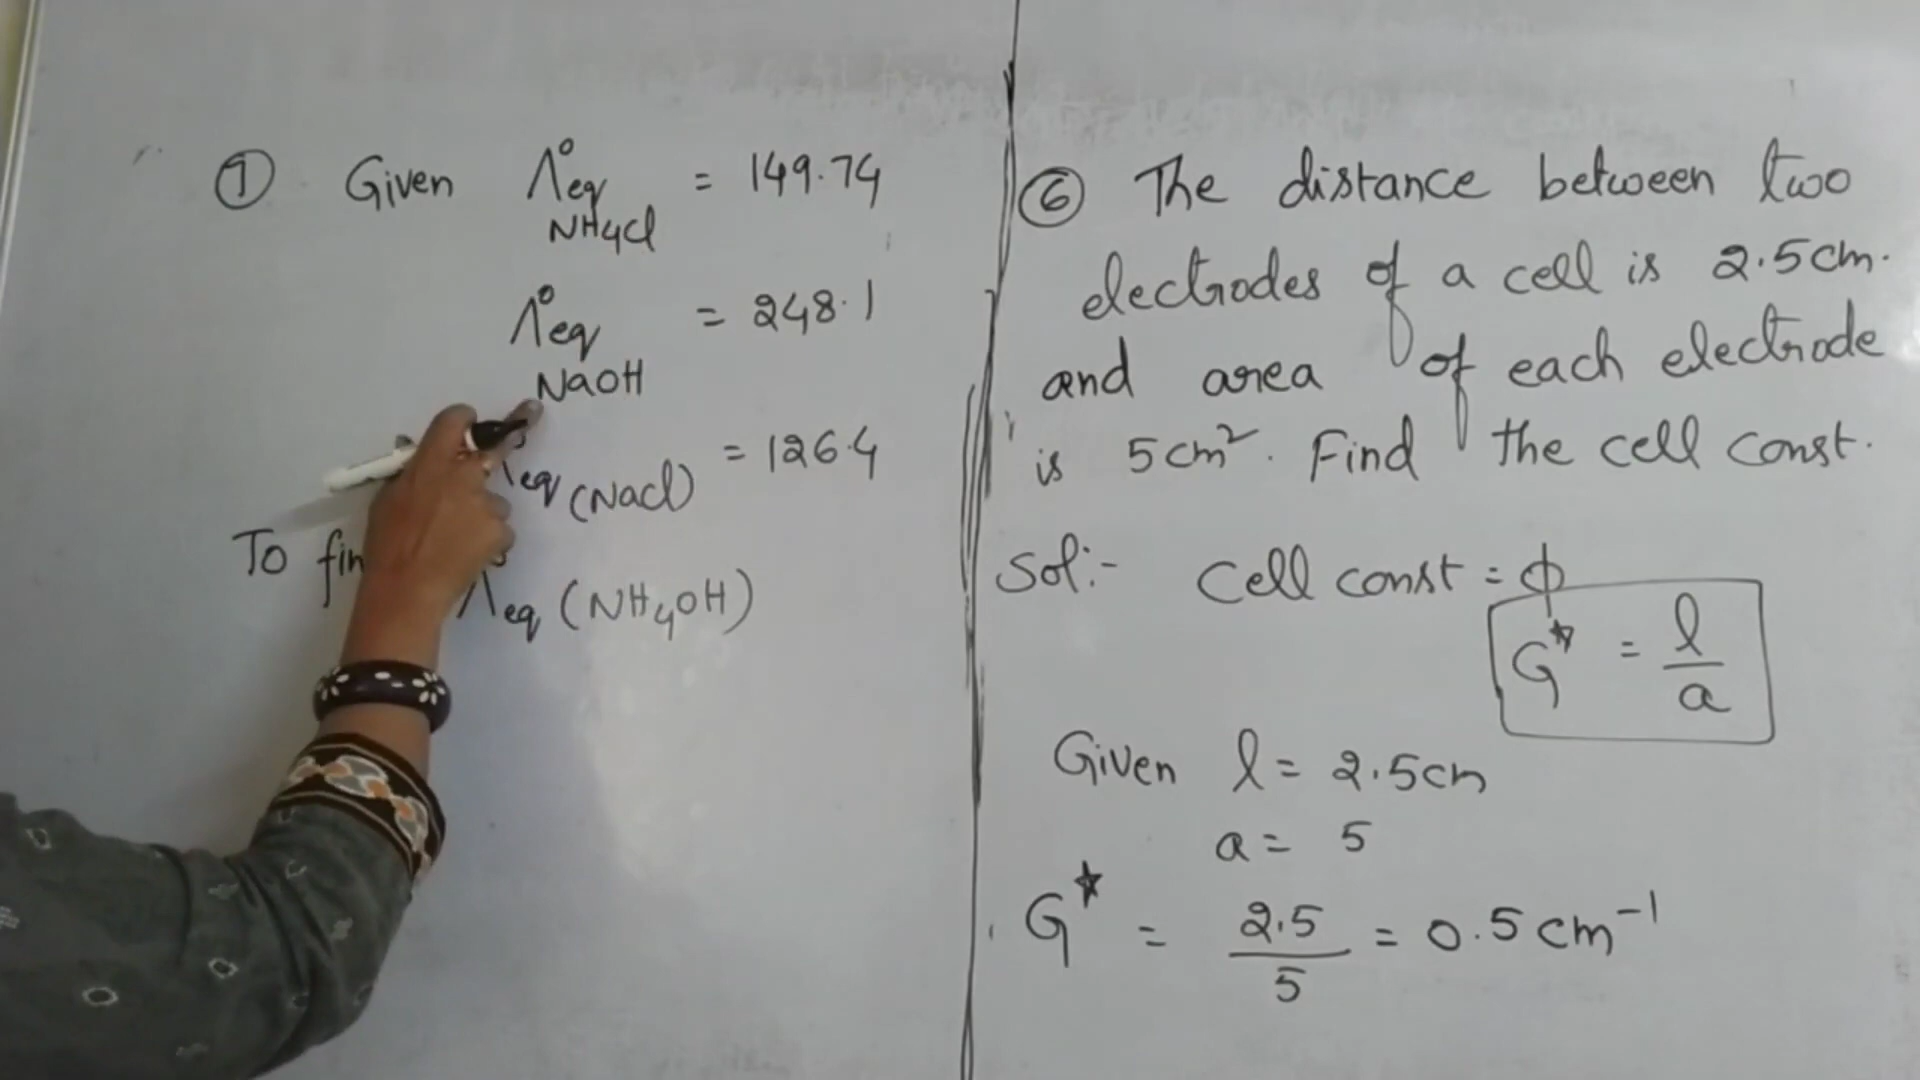 ① Given Λ°eq NH4Cl = 149.74
Λ°eq NaOH = 248.1
eq (NaCl) = 126.4
To fin
Λeq (NH4OH)
⑥ The distance between two
electrodes of a cell is 2.5cm.
and area of each electrode
is 5cm². Find the cell const.
Sol:- Cell const = ϕ
G* = l/a
Given l = 2.5cm
a = 5
G* = 2.5/5 = 0.5 cm⁻¹